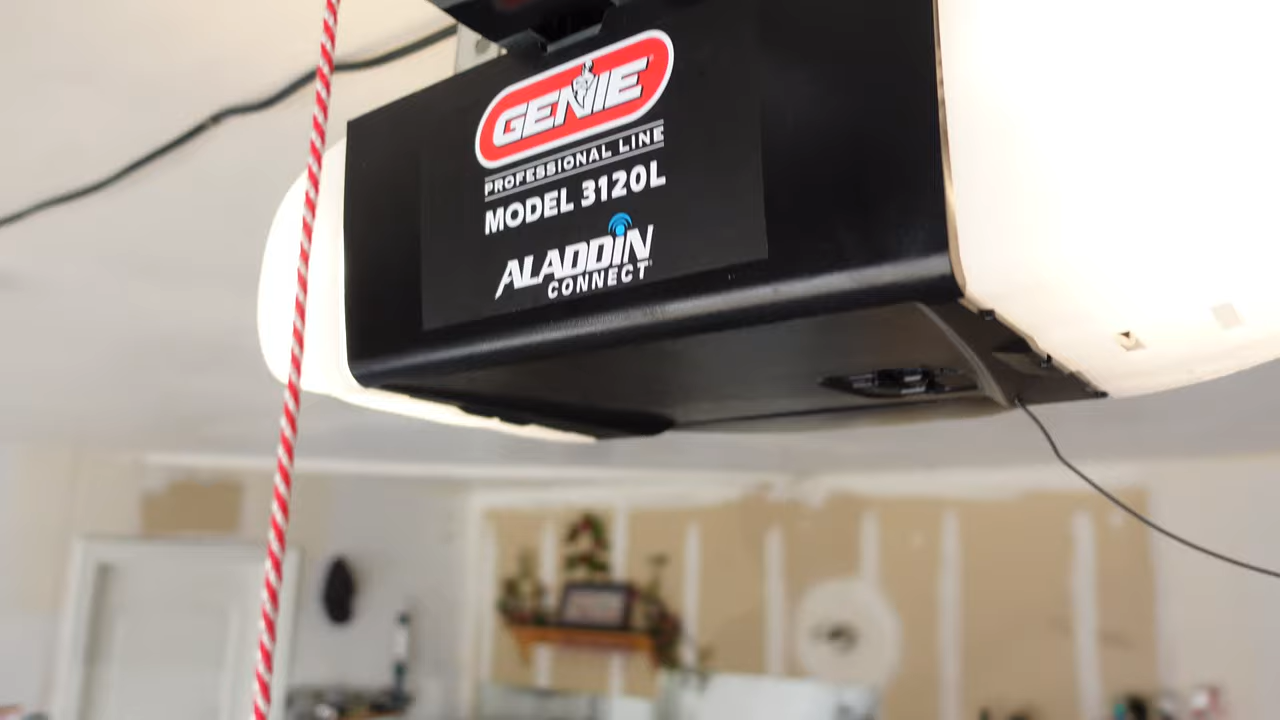 GENIE
PROFESSIONAL LINE
MODEL 3120L
ALADDIN
CONNECT